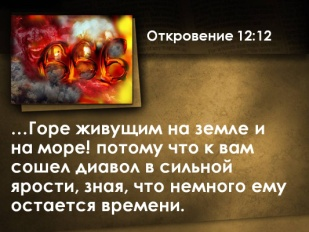 666
Откровение 12:12
…Горе живущим на земле и
на море! потому что к вам
сошел диавол в сильной
ярости, зная, что немного ему
остается времени.